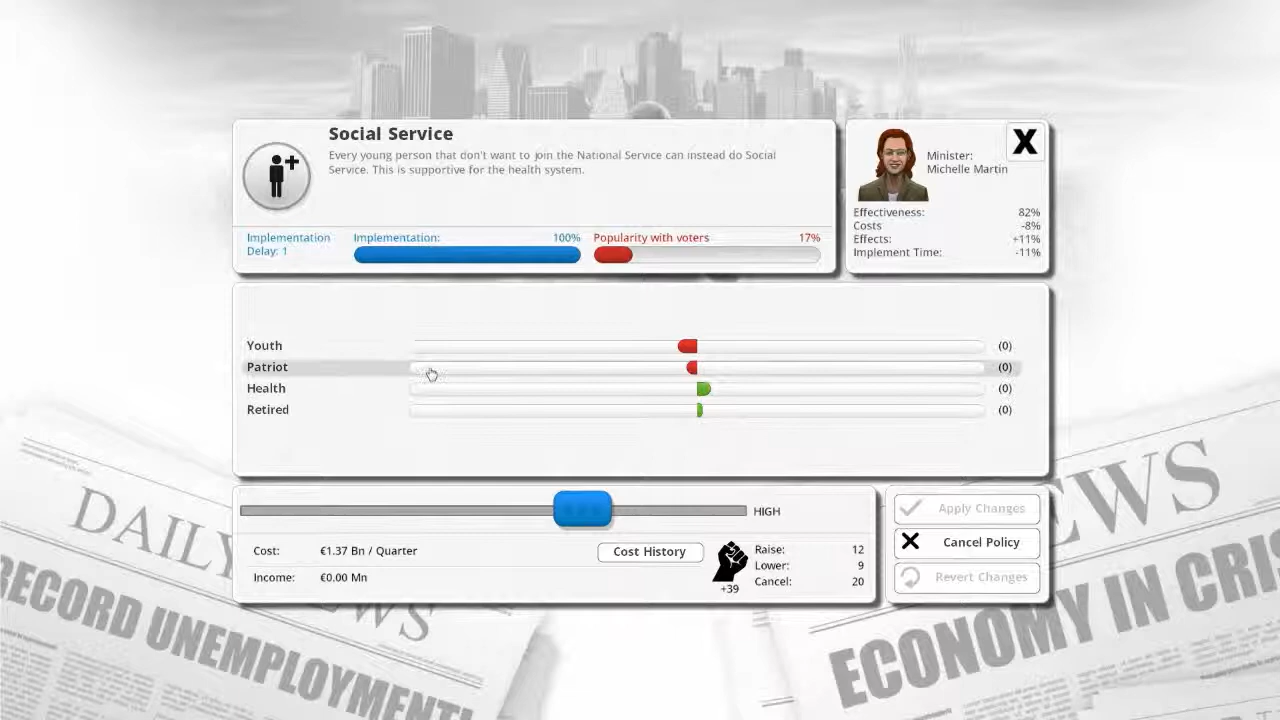 Social Service
Every young person that don't want to join the National Service can instead do Social
Service. This is supportive for the health system.
Implementation
Delay: 1
Implementation: 100%
Popularity with voters 17%
X
Minister:
Michelle Martin
Effectiveness: 82%
Costs -8%
Effects: +11%
Implement Time: -11%
Youth (0)
Patriot (0)
Health (0)
Retired (0)
HIGH
Cost: €1.37 Bn / Quarter
Income: €0.00 Mn
Cost History
+39
Raise: 12
Lower: 9
Cancel: 20
Apply Changes
Cancel Policy
Revert Changes
DAILY
NEWS
RECORD UNEMPLOYMENT!
NEWS
ECONOMY IN CRIS